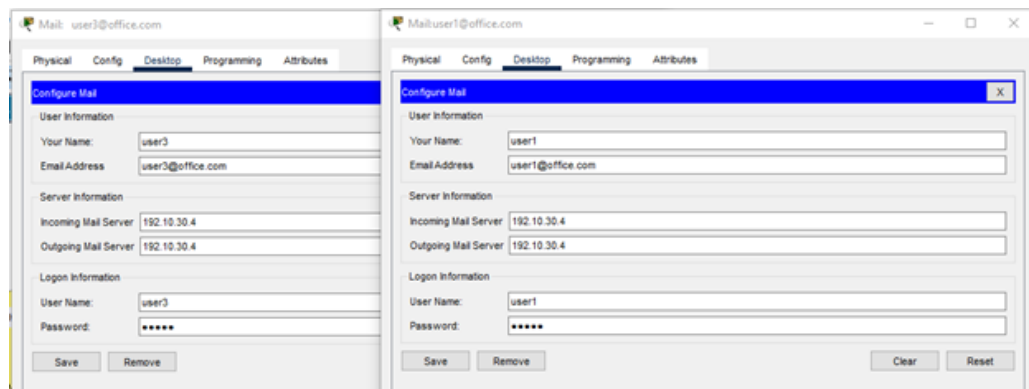 Mail: user3@office.com
Physical Config Desktop Programming Attributes
Configure Mail
User Information
Your Name: user3
Email Address user3@office.com
Server Information
Incoming Mail Server 192.10.30.4
Outgoing Mail Server 192.10.30.4
Logon Information
User Name: user3
Password: •••••
Save Remove
Mail:user1@office.com
Physical Config Desktop Programming Attributes
Configure Mail X
User Information
Your Name: user1
Email Address user1@office.com
Server Information
Incoming Mail Server 192.10.30.4
Outgoing Mail Server 192.10.30.4
Logon Information
User Name: user1
Password: •••••
Save Remove Clear Reset